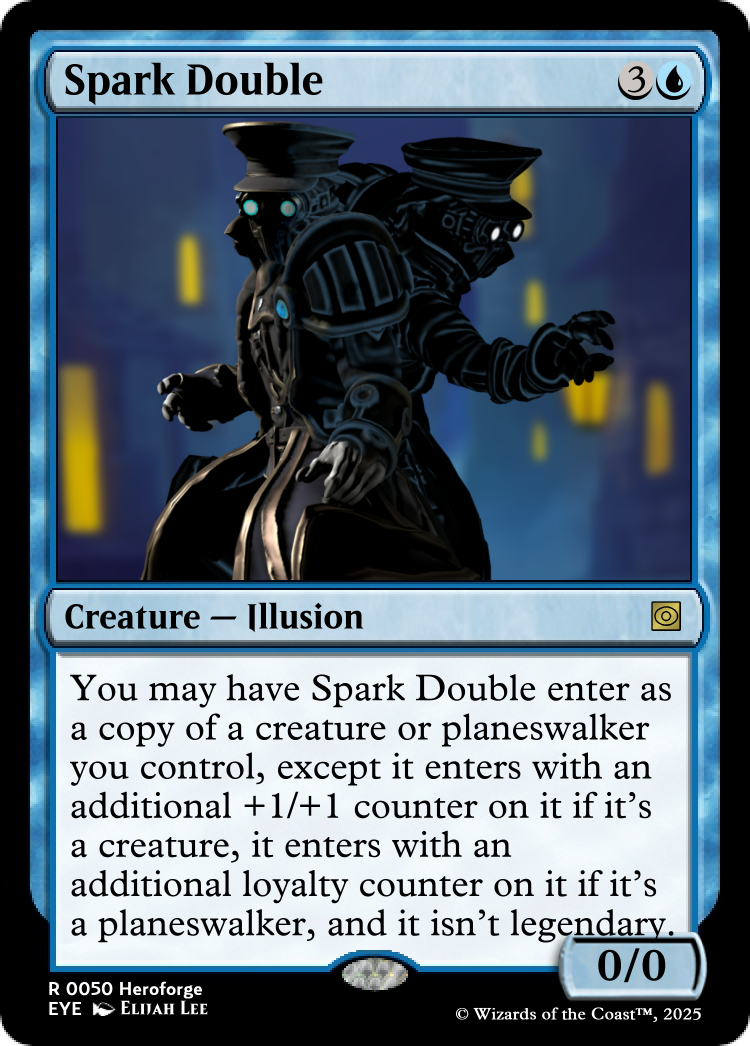 Spark Double 3
Creature — Illusion
You may have Spark Double enter as
a copy of a creature or planeswalker
you control, except it enters with an
additional +1/+1 counter on it if it's
a creature, it enters with an
additional loyalty counter on it if it's
a planeswalker, and it isn't legendary.
0/0
R 0050 Heroforge
EYE Elijah Lee
© Wizards of the Coast™, 2025